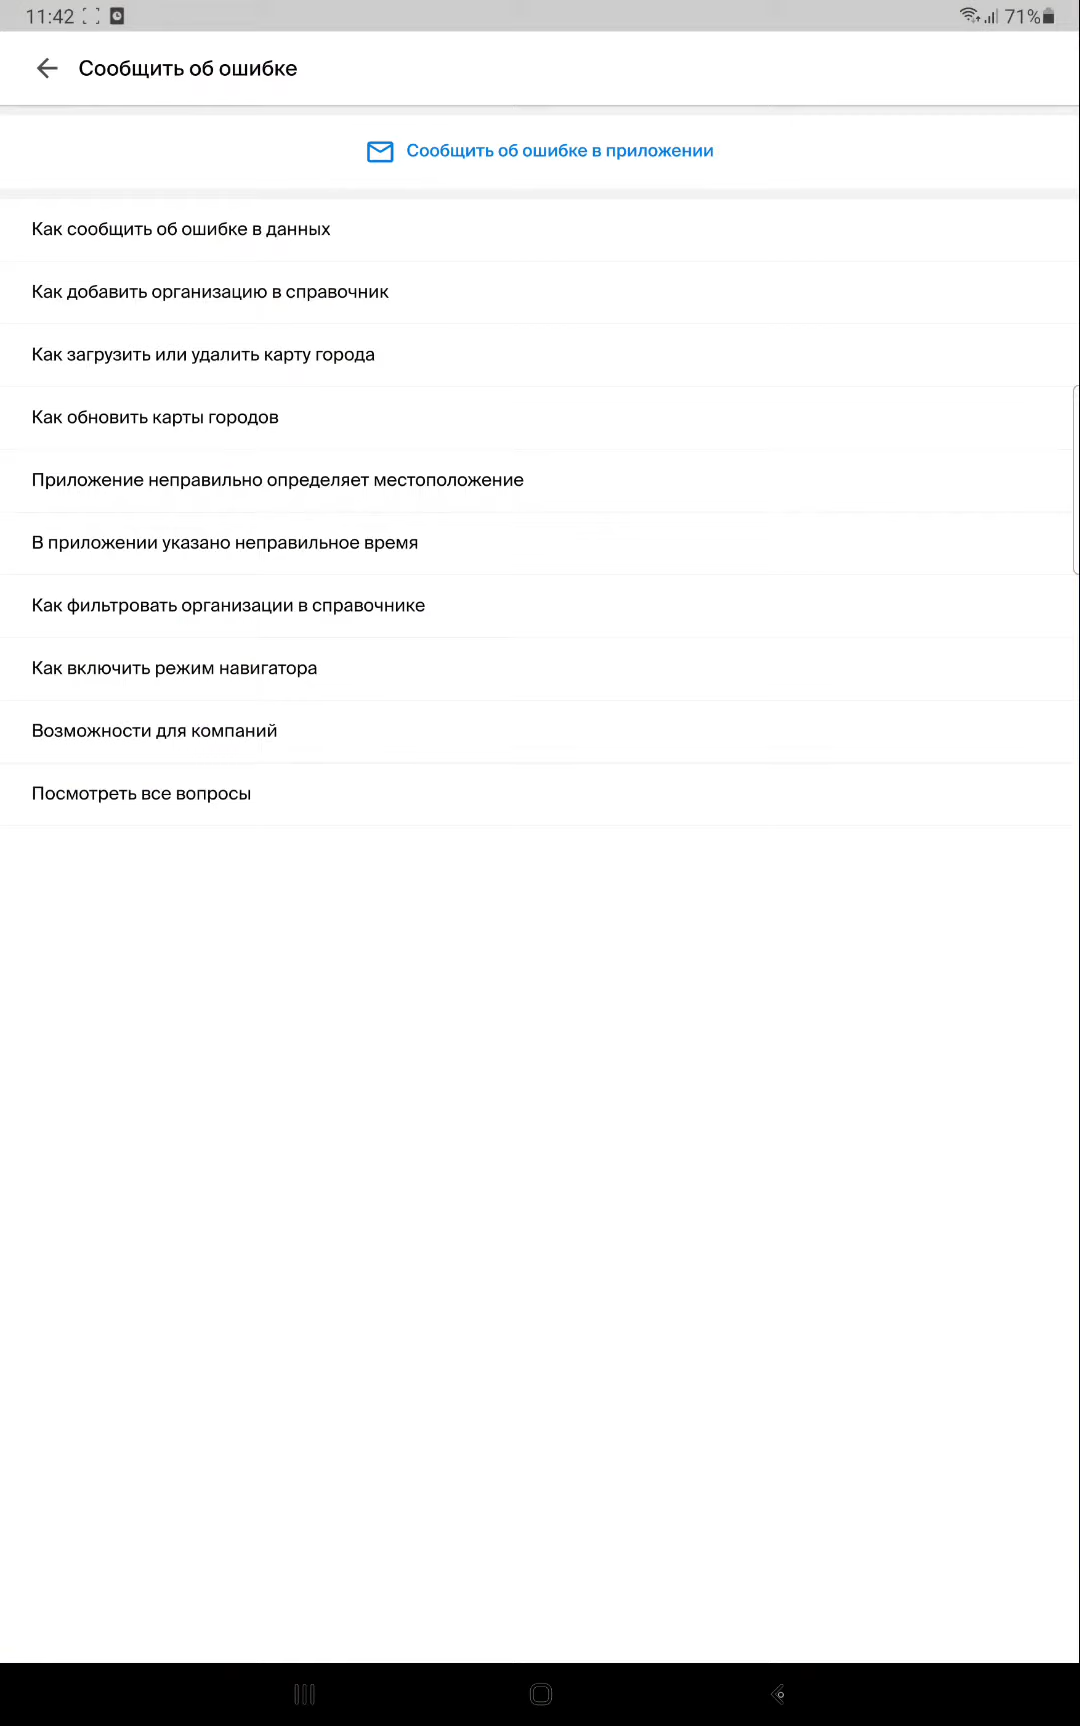 11:42
71%
Сообщить об ошибке
Сообщить об ошибке в приложении
Как сообщить об ошибке в данных
Как добавить организацию в справочник
Как загрузить или удалить карту города
Как обновить карты городов
Приложение неправильно определяет местоположение
В приложении указано неправильное время
Как фильтровать организации в справочнике
Как включить режим навигатора
Возможности для компаний
Посмотреть все вопросы